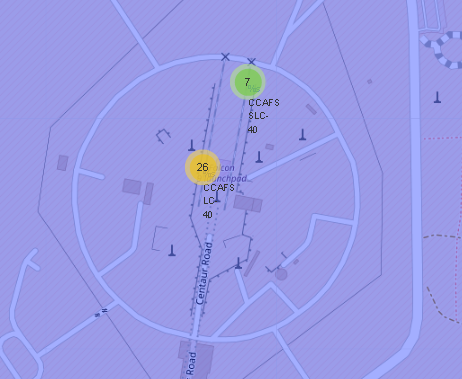 7
CCAFS
SLC-
40
26
CCAFS
LC-
40
Centaur Road
Road